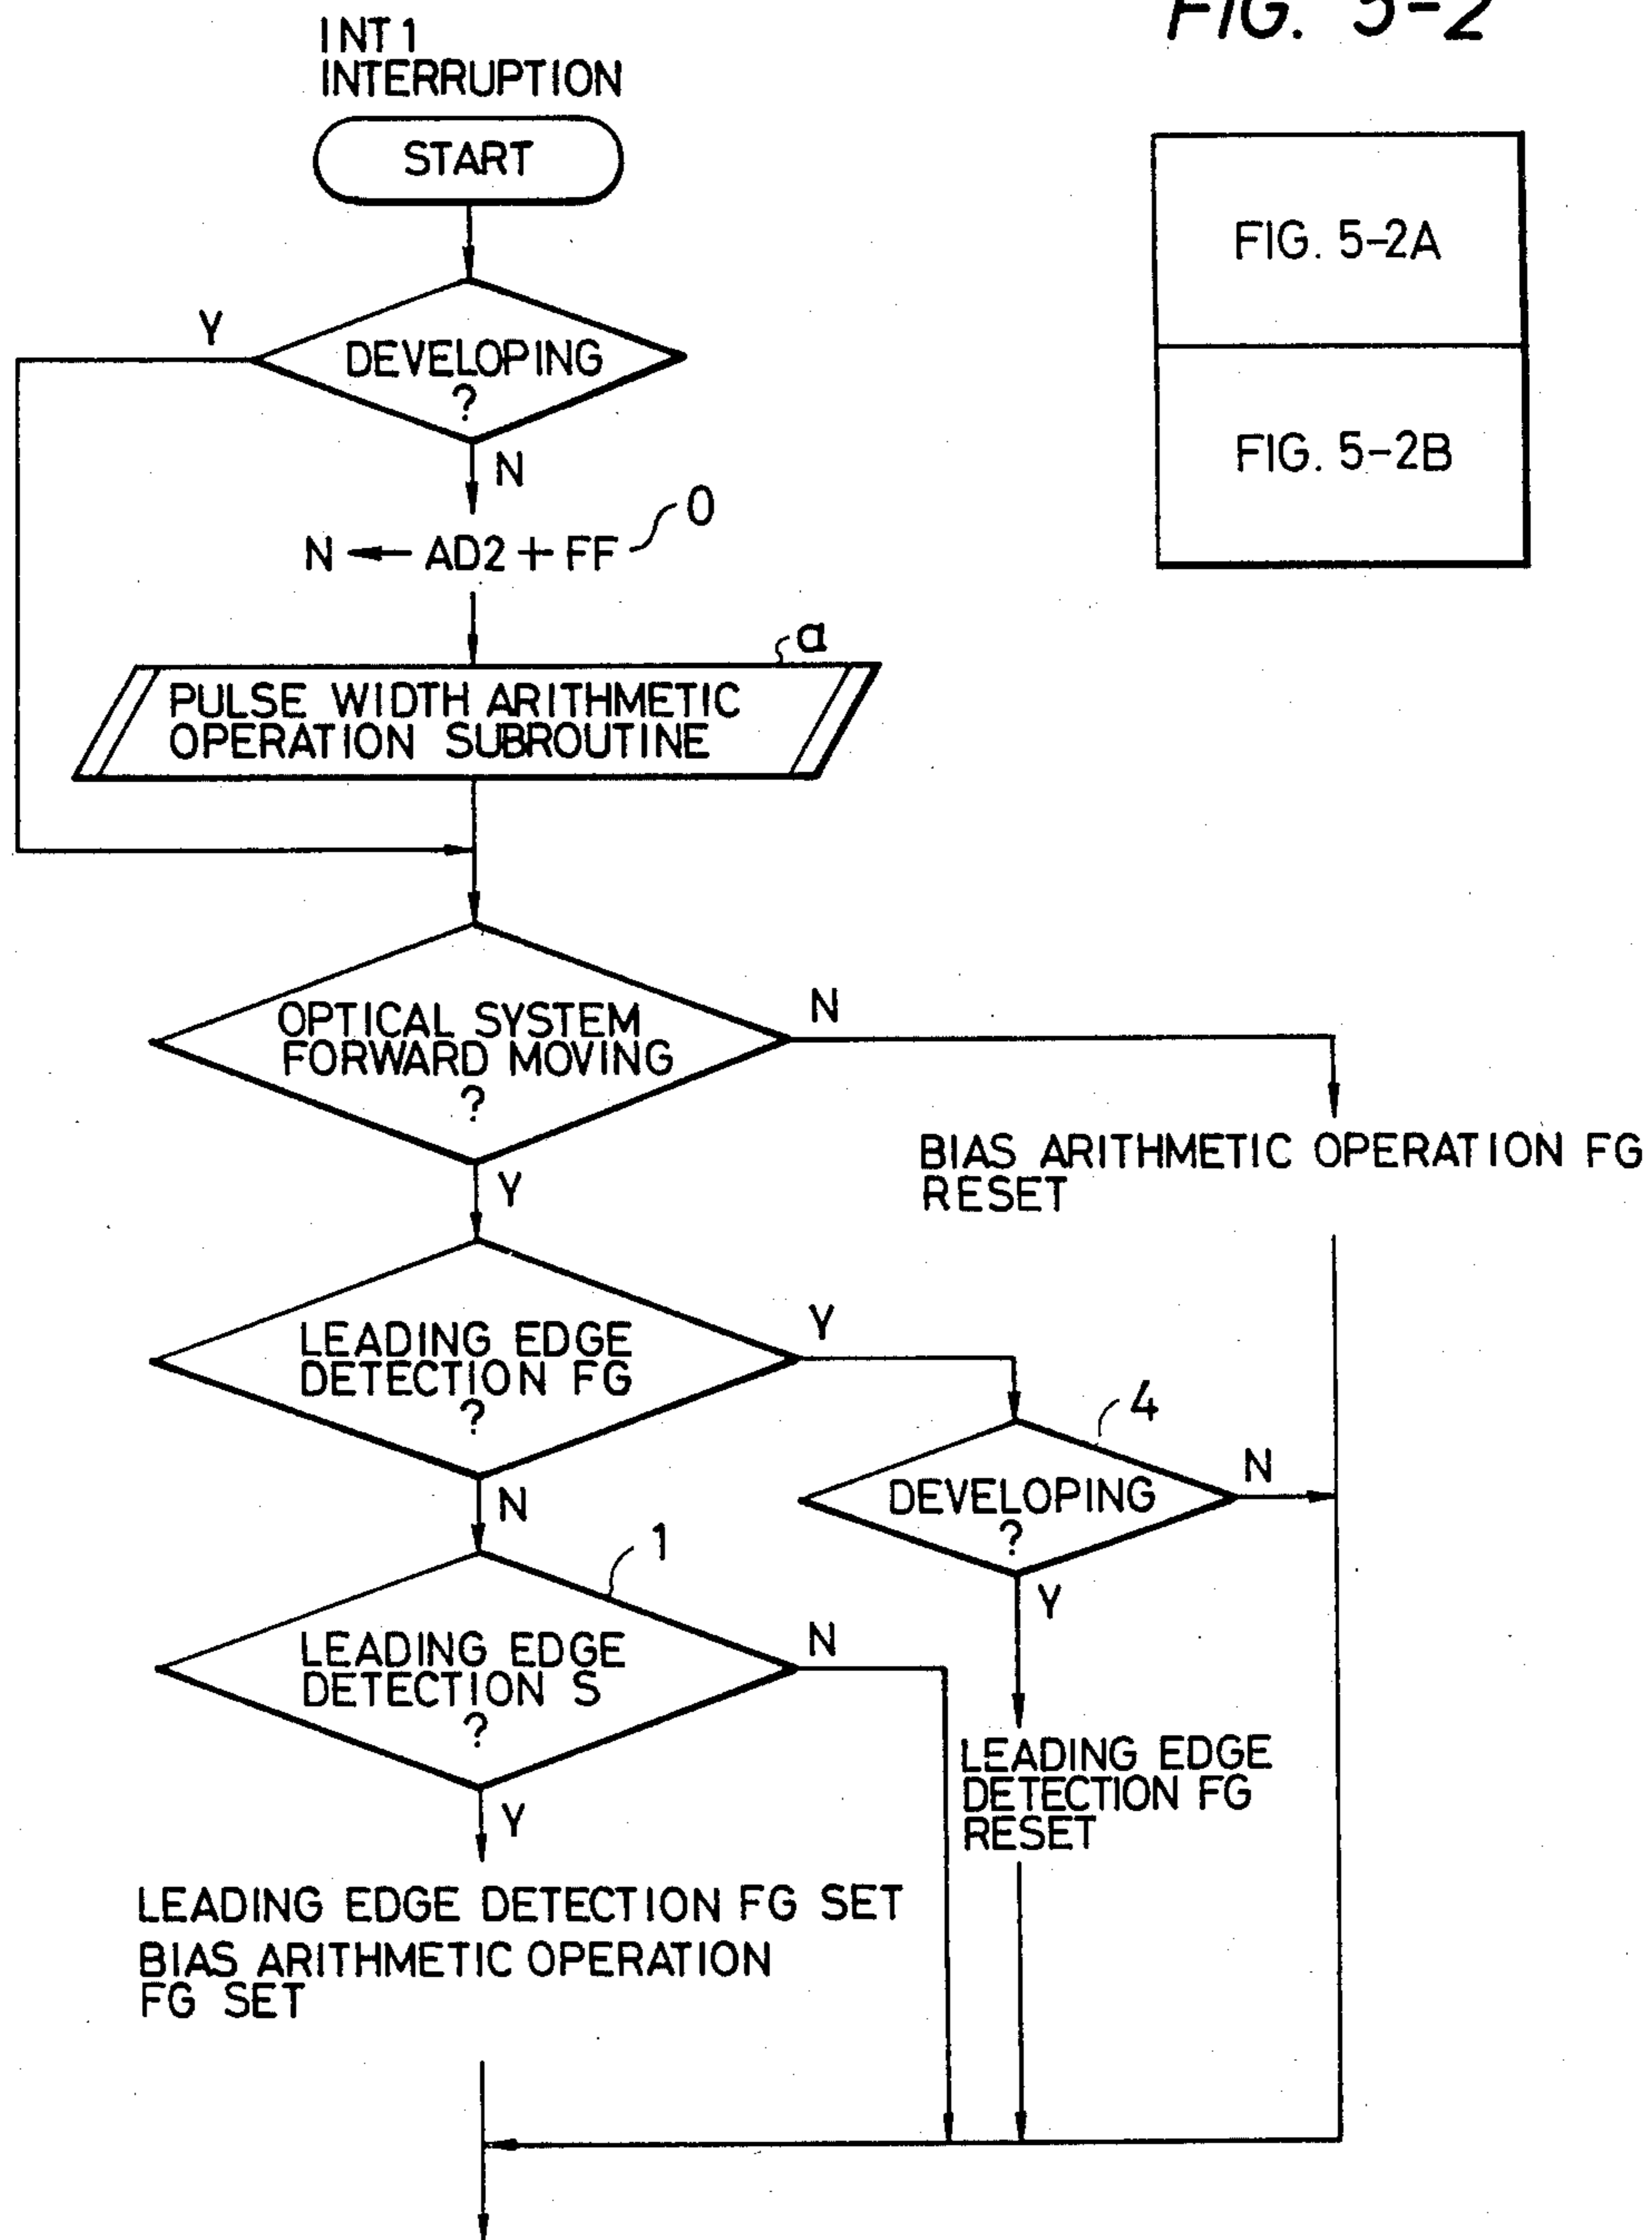 FIG. 5-2
INT 1
INTERRUPTION
START
FIG. 5-2A
FIG. 5-2B
Y
DEVELOPING
?
N
0
N ← AD2 + FF
a
PULSE WIDTH ARITHMETIC
OPERATION SUBROUTINE
OPTICAL SYSTEM
FORWARD MOVING
?
N
Y
BIAS ARITHMETIC OPERATION FG
RESET
LEADING EDGE
DETECTION FG
?
Y
N
4
DEVELOPING
?
N
Y
1
LEADING EDGE
DETECTION S
?
N
Y
LEADING EDGE
DETECTION FG
RESET
LEADING EDGE DETECTION FG SET
BIAS ARITHMETIC OPERATION
FG SET